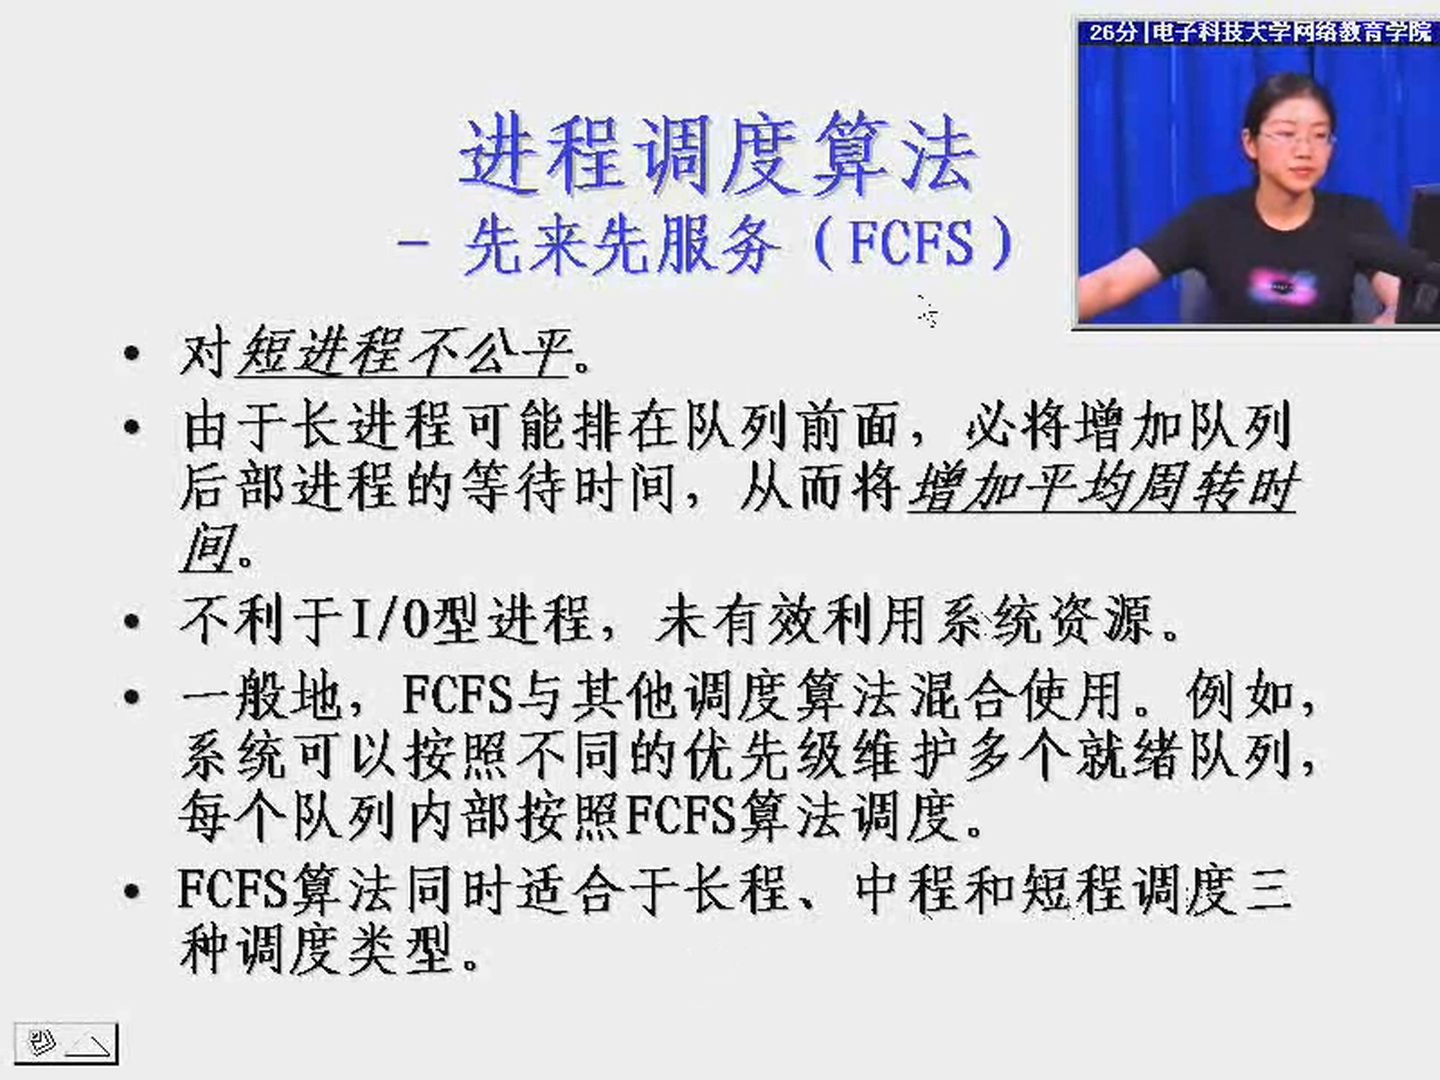 26分|电子科技大学网络教育学院
进程调度算法
- 先来先服务（FCFS）
• 对短进程不公平。
• 由于长进程可能排在队列前面，必将增加队列
后部进程的等待时间，从而将增加平均周转时
间。
• 不利于I/O型进程，未有效利用系统资源。
• 一般地，FCFS与其他调度算法混合使用。例如，
系统可以按照不同的优先级维护多个就绪队列，
每个队列内部按照FCFS算法调度。
• FCFS算法同时适合于长程、中程和短程调度三
种调度类型。